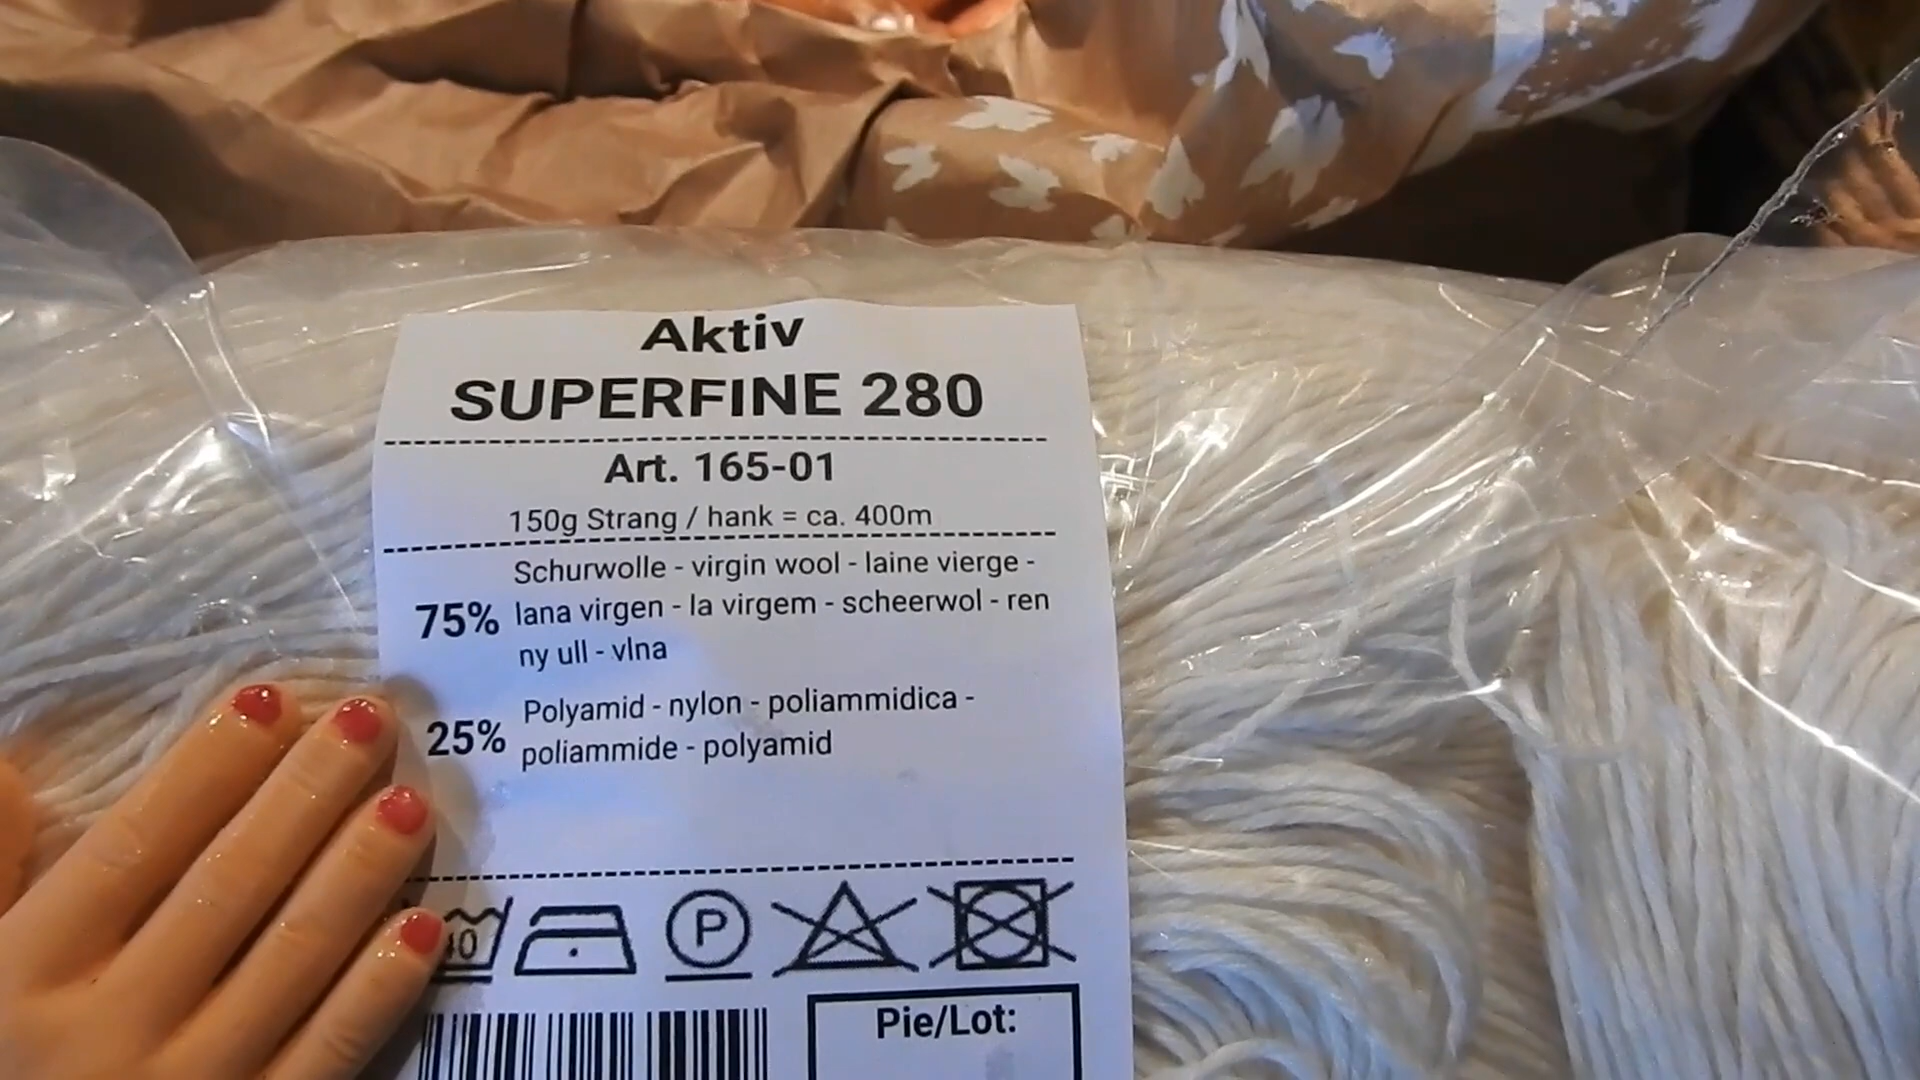 Aktiv
SUPERFINE 280
Art. 165-01
150g Strang / hank = ca. 400m
75% Schurwolle - virgin wool - laine vierge -
lana virgen - la virgem - scheerwol - ren
ny ull - vlna
25% Polyamid - nylon - poliammidica -
poliammide - polyamid
40 P
Pie/Lot: